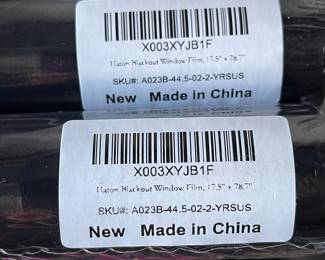 X003XYJB1F
Haton Blackout Window Film, 17.5" x 78.7"
SKU#: A023B-44.5-02-2-YRSUS
New Made in China
X003XYJB1F
Haton Blackout Window Film, 17.5" x 78.7"
SKU#: A023B-44.5-02-2-YRSUS
New Made in China